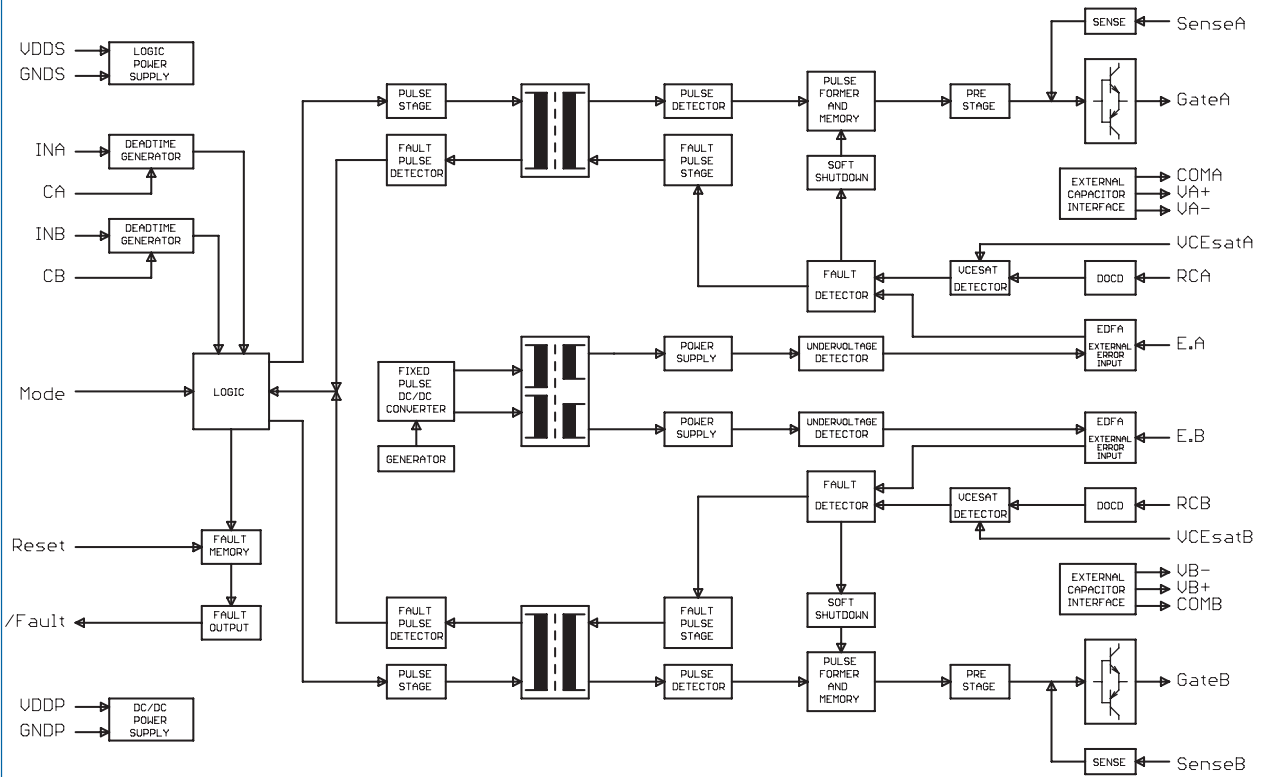 VDDS
GNDS
LOGIC
POWER
SUPPLY
INA
CA
DEADTIME
GENERATOR
INB
CB
DEADTIME
GENERATOR
Mode
LOGIC
Reset
FAULT
MEMORY
/Fault
FAULT
OUTPUT
VDDP
GNDP
DC/DC
POWER
SUPPLY
PULSE
STAGE
FAULT
PULSE
DETECTOR
PULSE
DETECTOR
FAULT
PULSE
STAGE
PULSE
FORMER
AND
MEMORY
SOFT
SHUTDOWN
PRE
STAGE
SENSE
SenseA
GateA
EXTERNAL
CAPACITOR
INTERFACE
COMA
VA+
VA-
VCEsatA
FAULT
DETECTOR
VCESAT
DETECTOR
DOCD
RCA
FIXED
PULSE
DC/DC
CONVERTER
GENERATOR
POWER
SUPPLY
UNDERVOLTAGE
DETECTOR
EDFA
EXTERNAL
ERROR
INPUT
E.A
POWER
SUPPLY
UNDERVOLTAGE
DETECTOR
EDFA
EXTERNAL
ERROR
INPUT
E.B
FAULT
DETECTOR
VCESAT
DETECTOR
DOCD
RCB
VCEsatB
EXTERNAL
CAPACITOR
INTERFACE
VB-
VB+
COMB
FAULT
PULSE
DETECTOR
FAULT
PULSE
STAGE
SOFT
SHUTDOWN
PULSE
STAGE
PULSE
DETECTOR
PULSE
FORMER
AND
MEMORY
PRE
STAGE
GateB
SENSE
SenseB